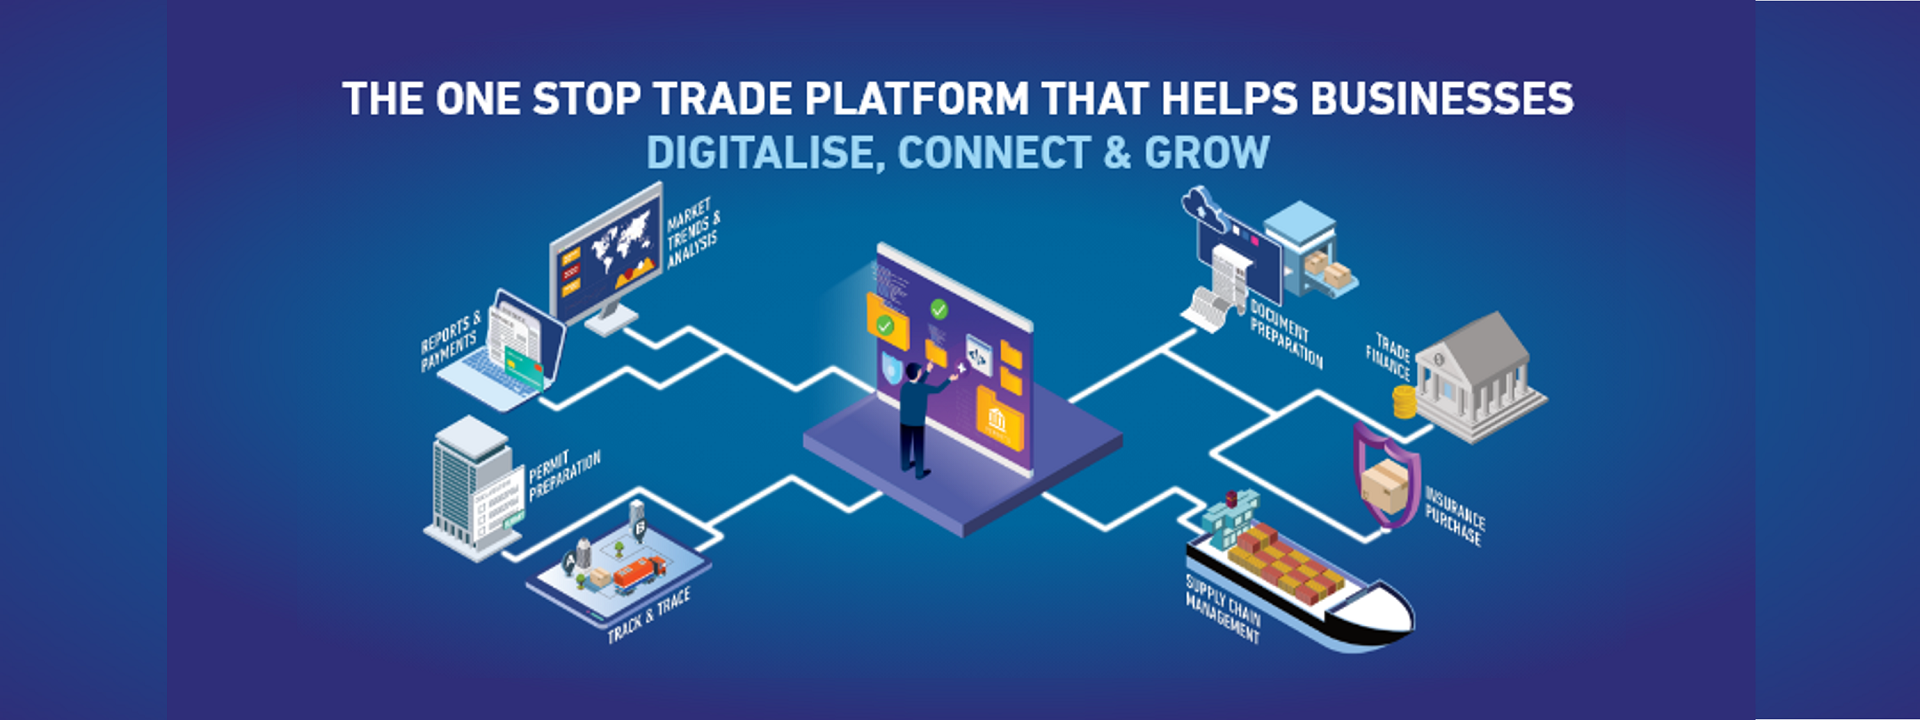 THE ONE STOP TRADE PLATFORM THAT HELPS BUSINESSES
DIGITALISE, CONNECT & GROW
MARKET
TRENDS &
ANALYSIS
REPORTS &
PAYMENTS
PERMIT
PREPARATION
TRACK & TRACE
DOCUMENT
PREPARATION
TRADE
FINANCE
INSURANCE
PURCHASE
SUPPLY CHAIN
MANAGEMENT
A
B